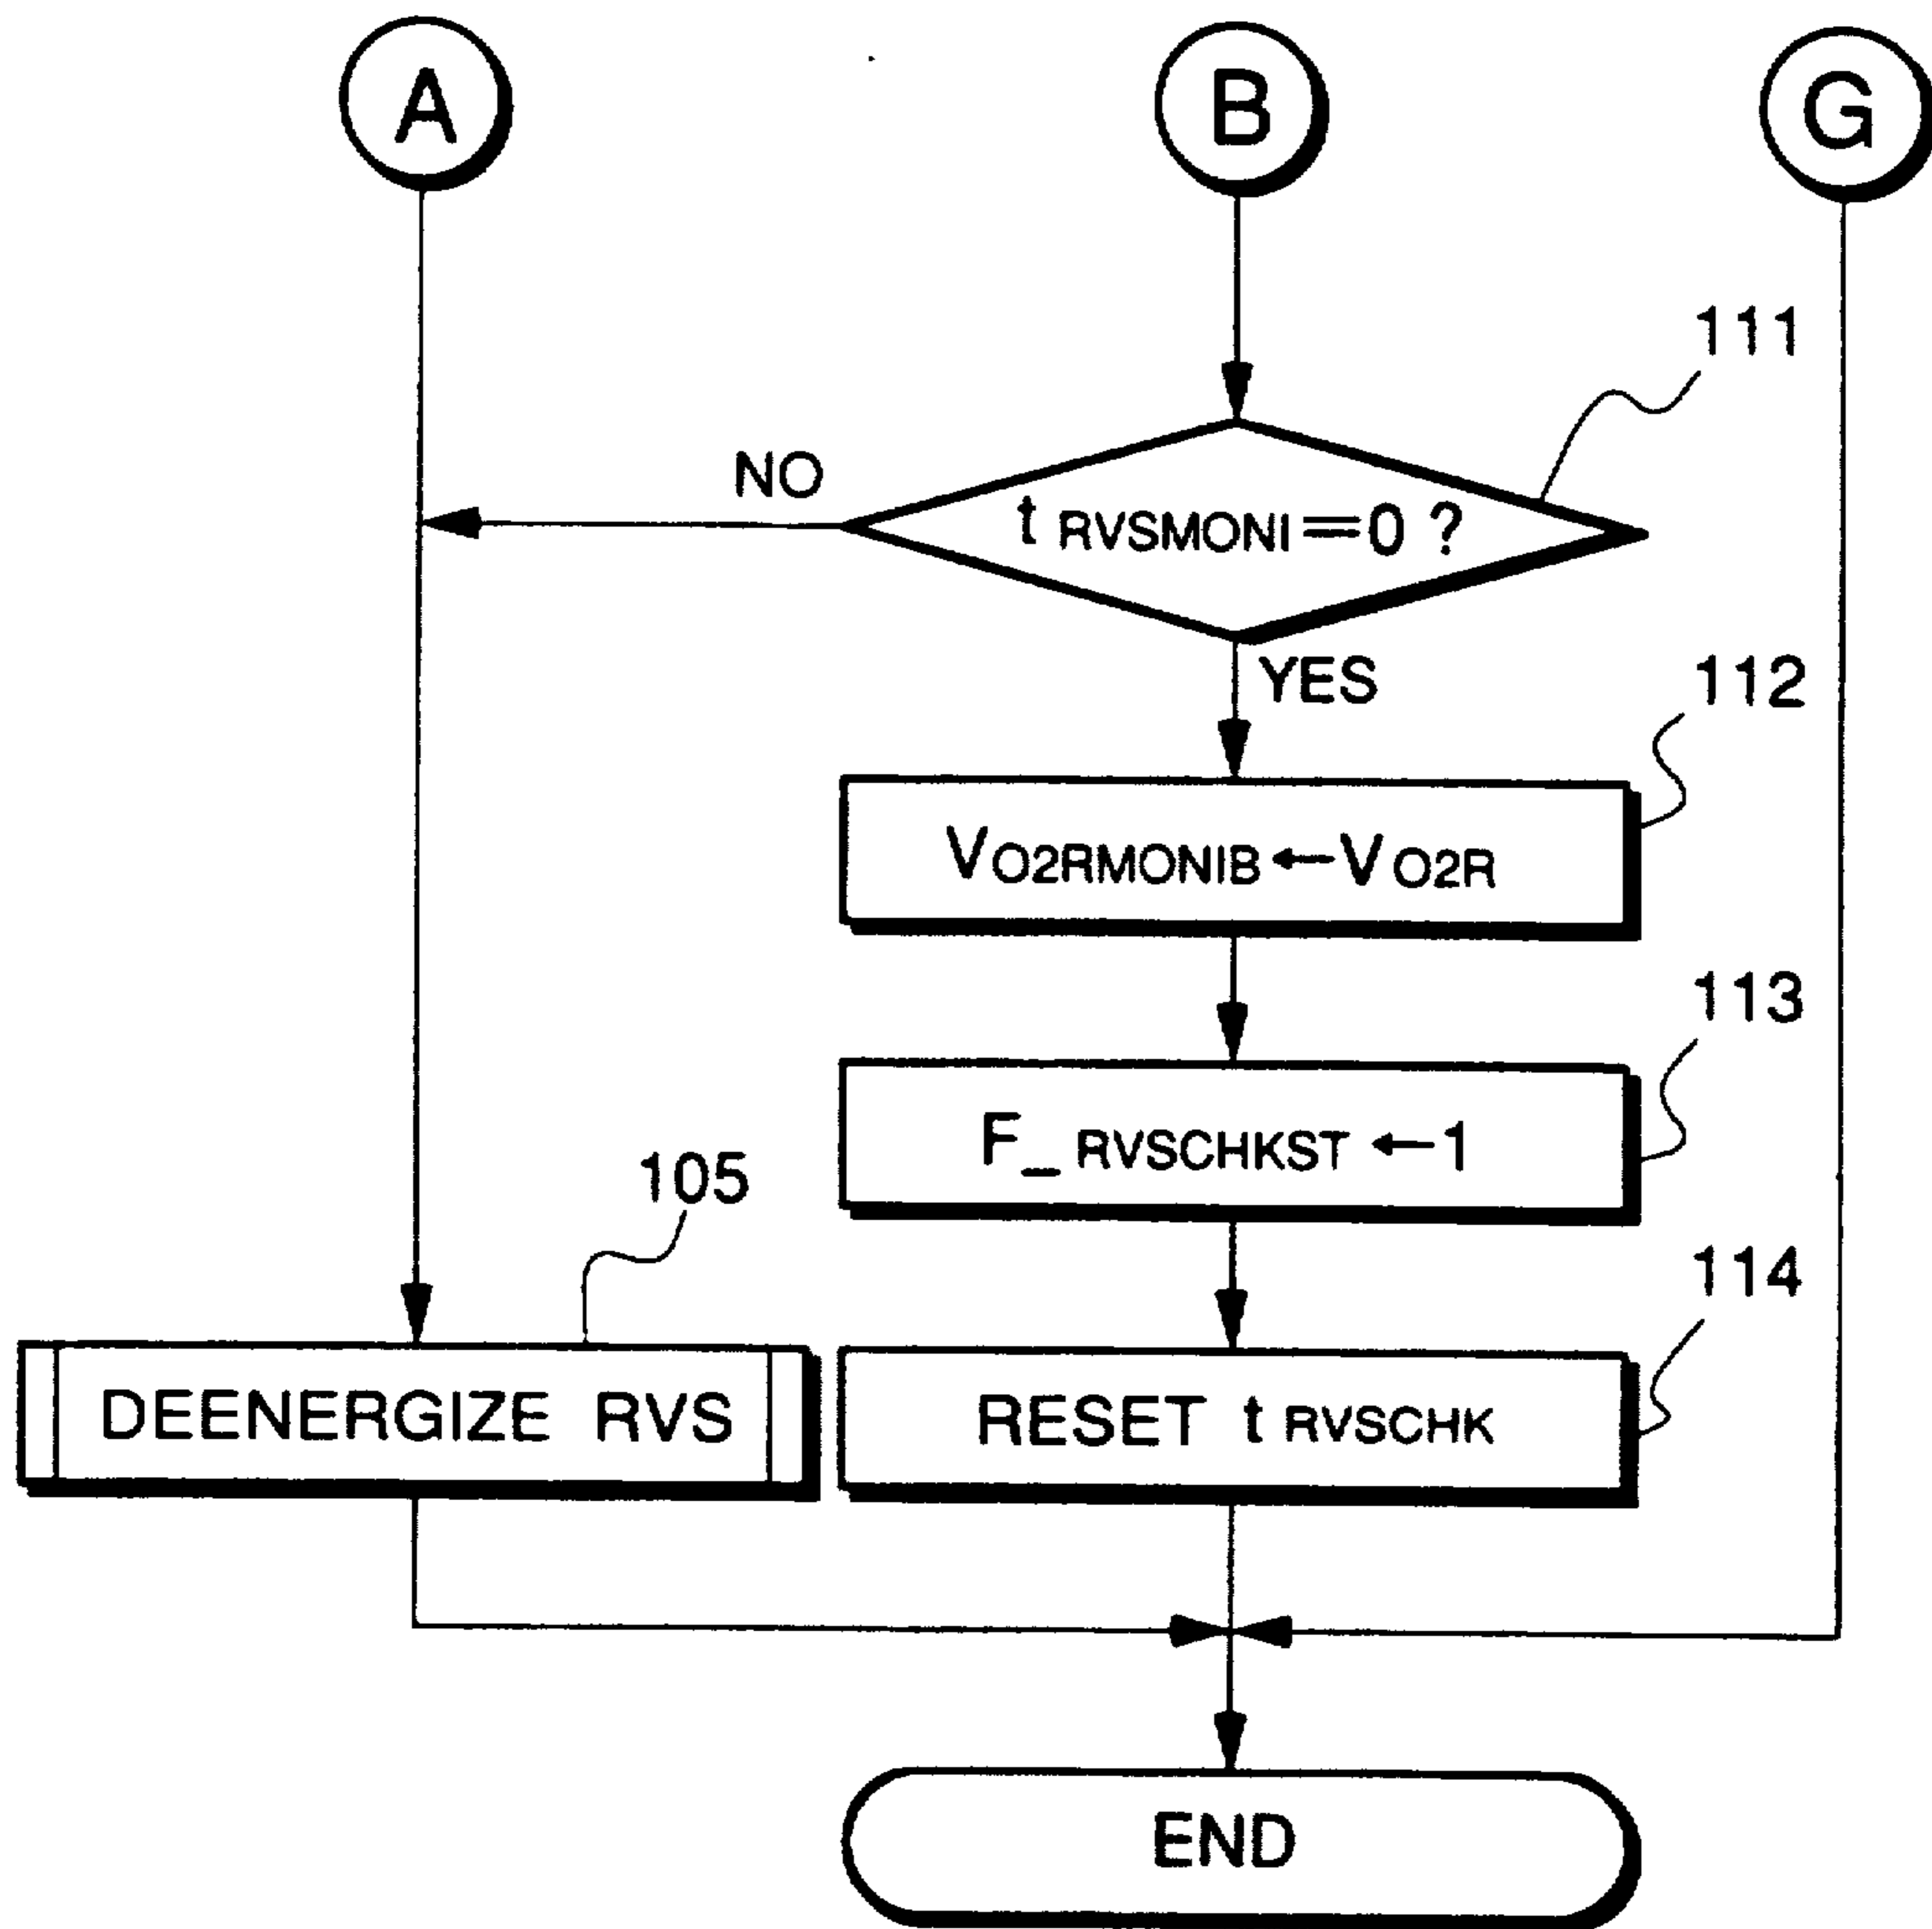 A B G
111
NO
t RVSMONI=0 ?
YES
112
VO2RMONIB←VO2R
113
F_RVSCHKST←1
105
114
DEENERGIZE RVS
RESET t RVSCHK
END